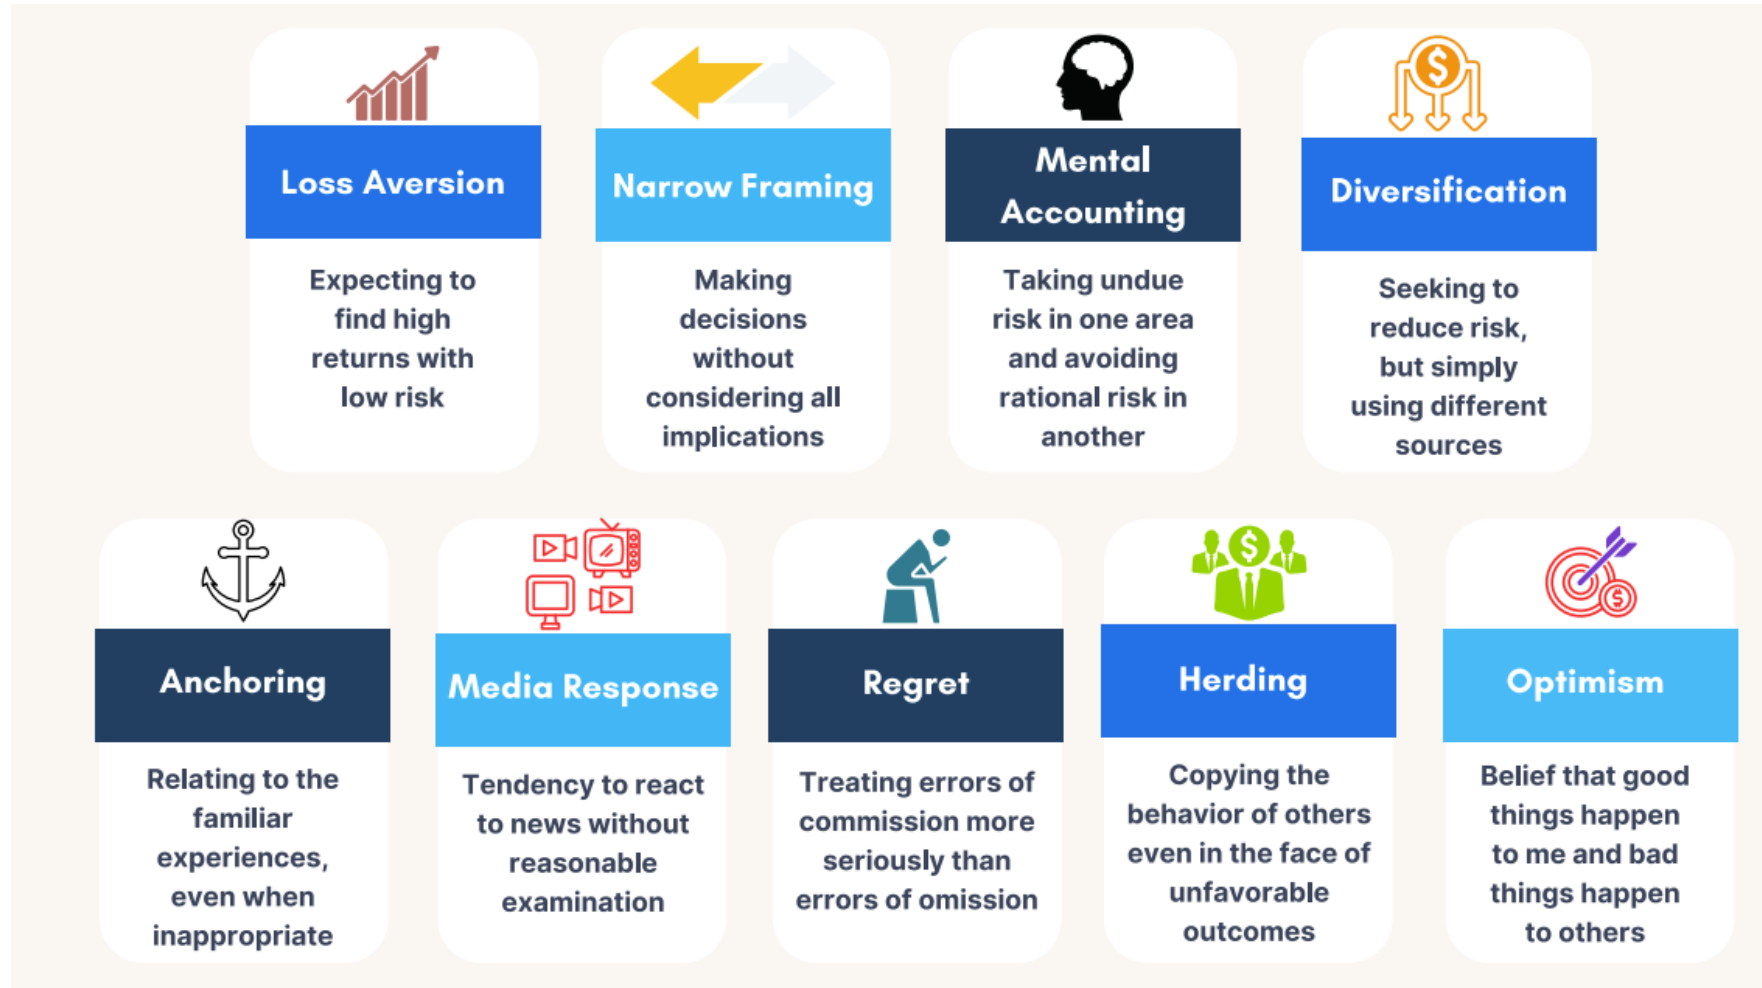 Loss Aversion
Expecting to
find high
returns with
low risk
Narrow Framing
Making
decisions
without
considering all
implications
Mental
Accounting
Taking undue
risk in one area
and avoiding
rational risk in
another
Diversification
Seeking to
reduce risk,
but simply
using different
sources
Anchoring
Relating to the
familiar
experiences,
even when
inappropriate
Media Response
Tendency to react
to news without
reasonable
examination
Regret
Treating errors of
commission more
seriously than
errors of omission
Herding
Copying the
behavior of others
even in the face of
unfavorable
outcomes
Optimism
Belief that good
things happen
to me and bad
things happen
to others